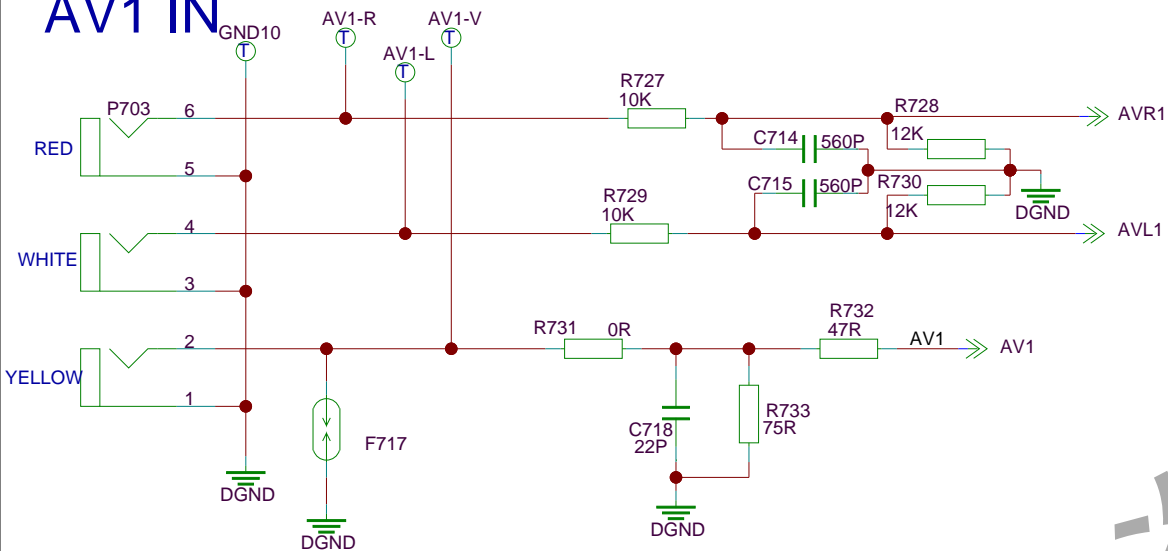 AV1 IN
GND10
T
AV1-R
T
AV1-L
T
AV1-V
T
P703
RED
6
5
R727
10K
C714
560P
R728
12K
AVR1
C715
560P
R730
12K
DGND
WHITE
4
3
R729
10K
AVL1
YELLOW
2
1
R731
0R
R732
47R
AV1
AV1
F717
C718
22P
R733
75R
DGND
DGND
DGND